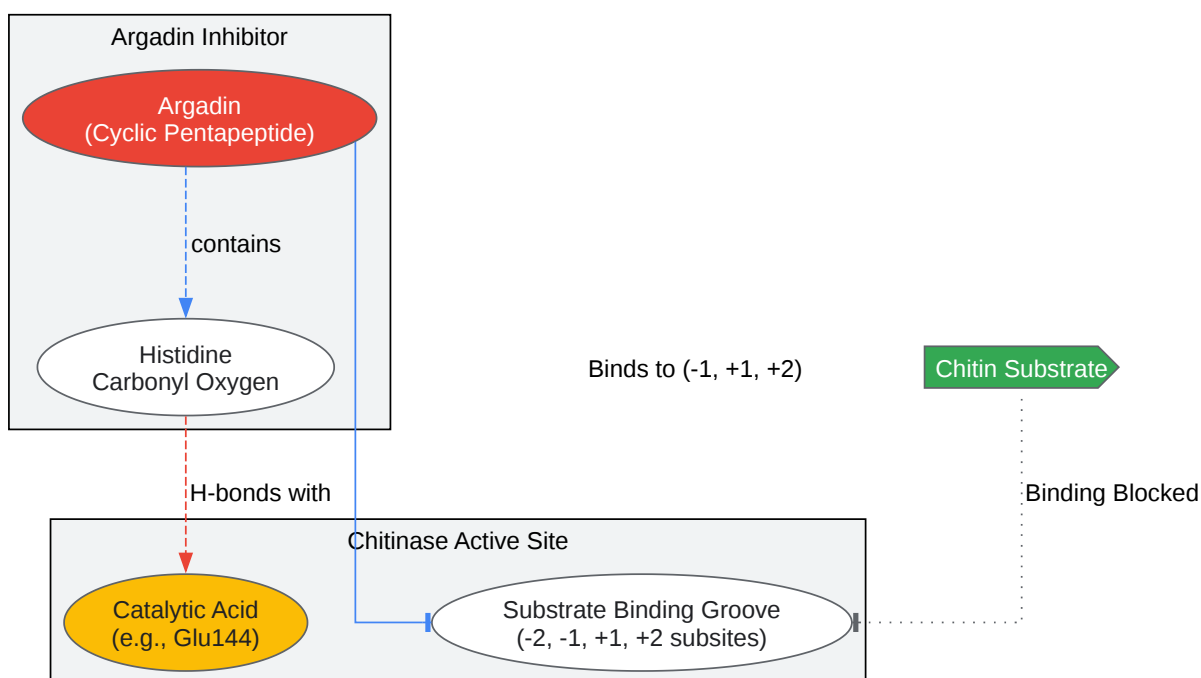 Argadin Inhibitor
Argadin
(Cyclic Pentapeptide)
contains
Histidine
Carbonyl Oxygen
Binds to (-1, +1, +2)
Chitin Substrate
H-bonds with
Binding Blocked
Chitinase Active Site
Catalytic Acid
(e.g., Glu144)
Substrate Binding Groove
(-2, -1, +1, +2 subsites)